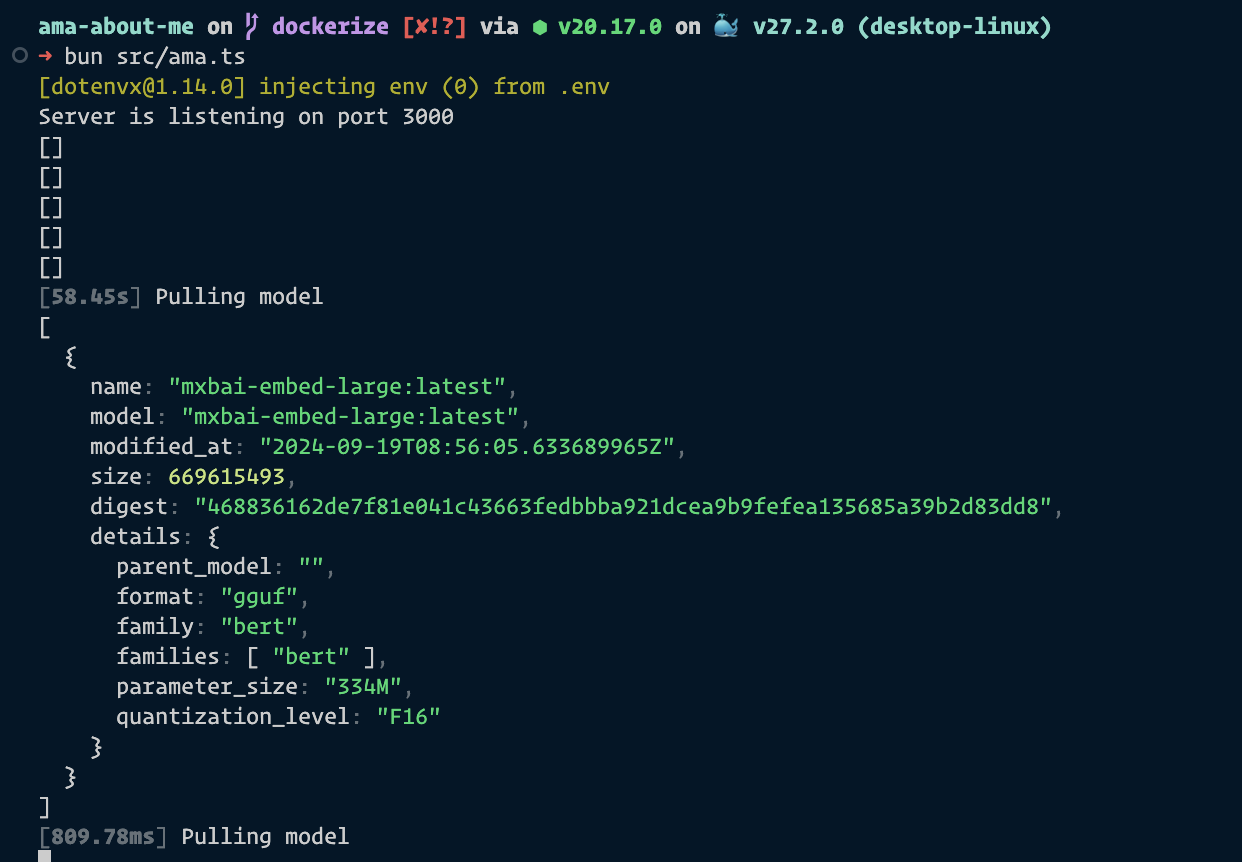 ama-about-me on dockerize [✘!?] via ⬢ v20.17.0 on 🐳 v27.2.0 (desktop-linux)
➜ bun src/ama.ts
[dotenvx@1.14.0] injecting env (0) from .env
Server is listening on port 3000
[]
[]
[]
[]
[]
[58.45s] Pulling model
[
  {
    name: "mxbai-embed-large:latest",
    model: "mxbai-embed-large:latest",
    modified_at: "2024-09-19T08:56:05.633689965Z",
    size: 669615493,
    digest: "468836162de7f81e041c43663fedbbba921dcea9b9fefea135685a39b2d83dd8",
    details: {
      parent_model: "",
      format: "gguf",
      family: "bert",
      families: [ "bert" ],
      parameter_size: "334M",
      quantization_level: "F16"
    }
  }
]
[809.78ms] Pulling model